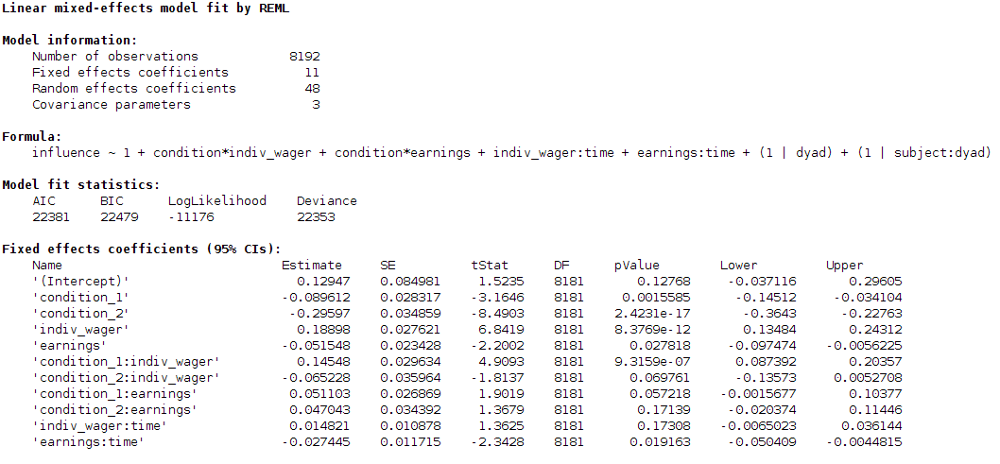 Linear mixed-effects model fit by REML
Model information:
Number of observations 8192
Fixed effects coefficients 11
Random effects coefficients 48
Covariance parameters 3
Formula:
influence ~ 1 + condition*indiv_wager + condition*earnings + indiv_wager:time + earnings:time + (1 | dyad) + (1 | subject:dyad)
Model fit statistics:
AIC BIC LogLikelihood Deviance
22381 22479 -11176 22353
Fixed effects coefficients (95% CIs):
Name Estimate SE tStat DF pValue Lower Upper
'(Intercept)' 0.12947 0.084981 1.5235 8181 0.12768 -0.037116 0.29605
'condition_1' -0.089612 0.028317 -3.1646 8181 0.0015585 -0.14512 -0.034104
'condition_2' -0.29597 0.034859 -8.4903 8181 2.4231e-17 -0.3643 -0.22763
'indiv_wager' 0.18898 0.027621 6.8419 8181 8.3769e-12 0.13484 0.24312
'earnings' -0.051548 0.023428 -2.2002 8181 0.027818 -0.097474 -0.0056225
'condition_1:indiv_wager' 0.14548 0.029634 4.9093 8181 9.3159e-07 0.087392 0.20357
'condition_2:indiv_wager' -0.065228 0.035964 -1.8137 8181 0.069761 -0.13573 0.0052708
'condition_1:earnings' 0.051103 0.026869 1.9019 8181 0.057218 -0.0015677 0.10377
'condition_2:earnings' 0.047043 0.034392 1.3679 8181 0.17139 -0.020374 0.11446
'indiv_wager:time' 0.014821 0.010878 1.3625 8181 0.17308 -0.0065023 0.036144
'earnings:time' -0.027445 0.011715 -2.3428 8181 0.019163 -0.050409 -0.0044815